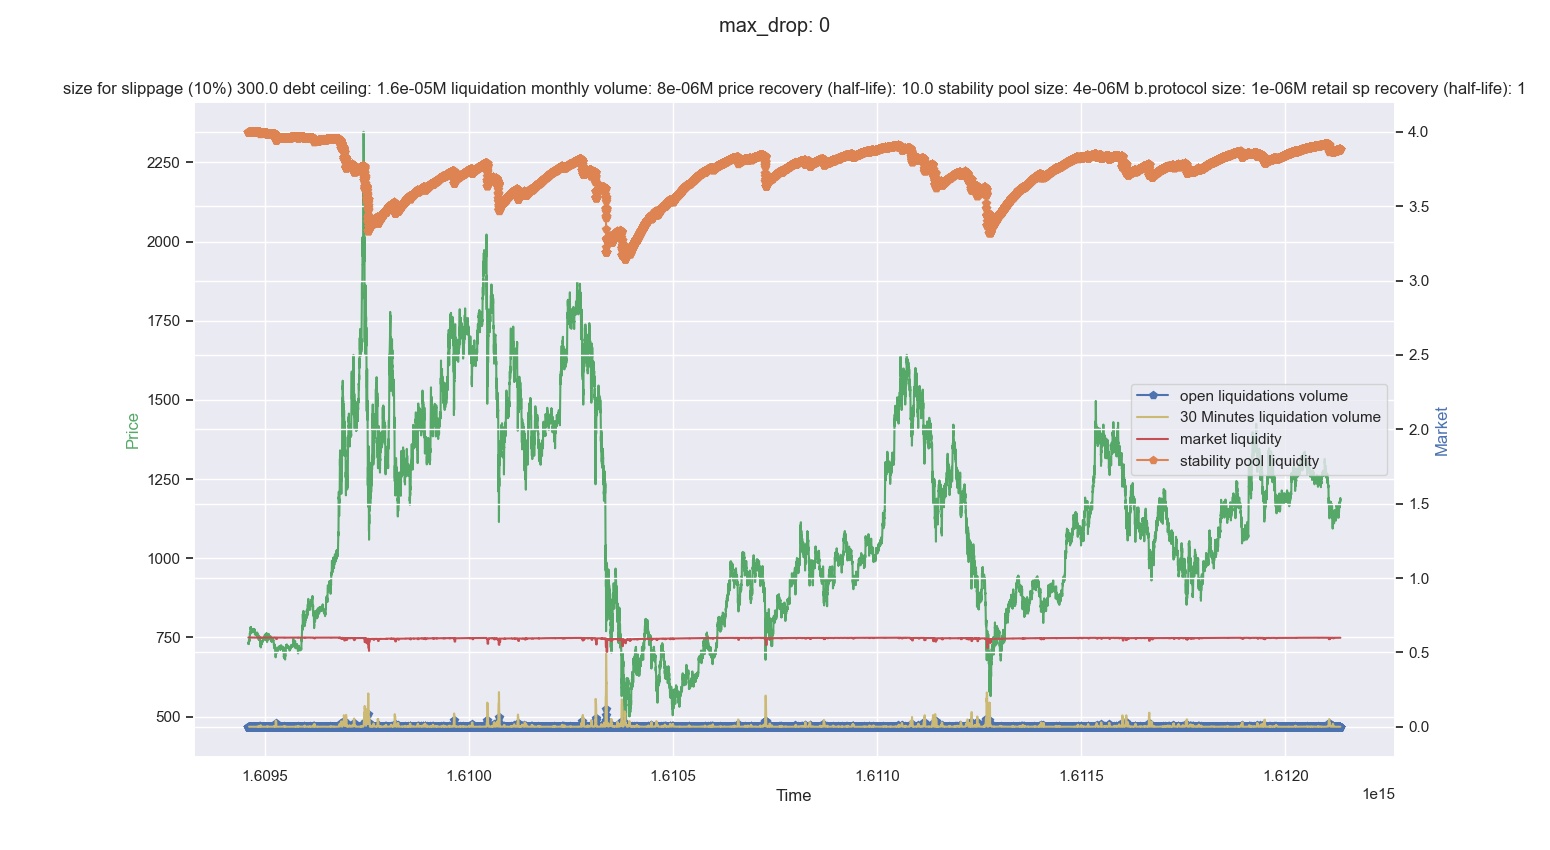 max_drop: 0
size for slippage (10%) 300.0 debt ceiling: 1.6e-05M liquidation monthly volume: 8e-06M price recovery (half-life): 10.0 stability pool size: 4e-06M b.protocol size: 1e-06M retail sp recovery (half-life): 1
2250
2000
1750
1500
1250
1000
750
500
Price
4.0
3.5
3.0
2.5
2.0
1.5
1.0
0.5
0.0
Market
open liquidations volume
30 Minutes liquidation volume
market liquidity
stability pool liquidity
1.6095
1.6100
1.6105
1.6110
1.6115
1.6120
1e15
Time